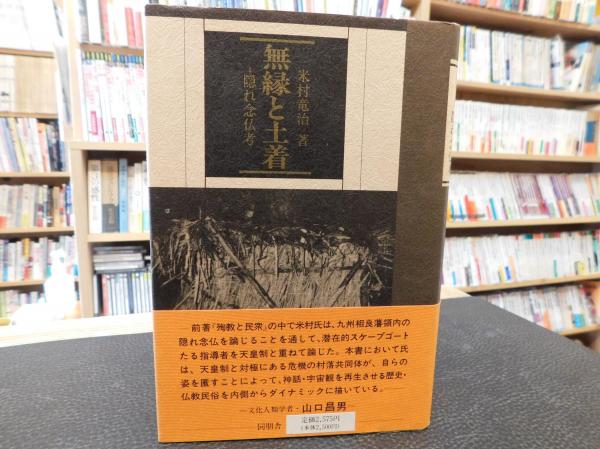 無縁と土着
－隠れ念仏考－
米村竜治 著
―前著『殉教と民衆』の中で米村氏は、九州相良藩領内の
隠れ念仏を論じることを通して、潜在的スケープゴート
たる指導者を天皇制と重ねて論じた。本書において氏
は、天皇制と対極にある危機の村落共同体が、自らの
姿を匿すことによって、神話・宇宙観を再生させる歴史・
仏教民俗を内側からダイナミックに描いている。―
―文化人類学者・山口昌男―
同朋舎
定価2,575円
(本体2,500円)